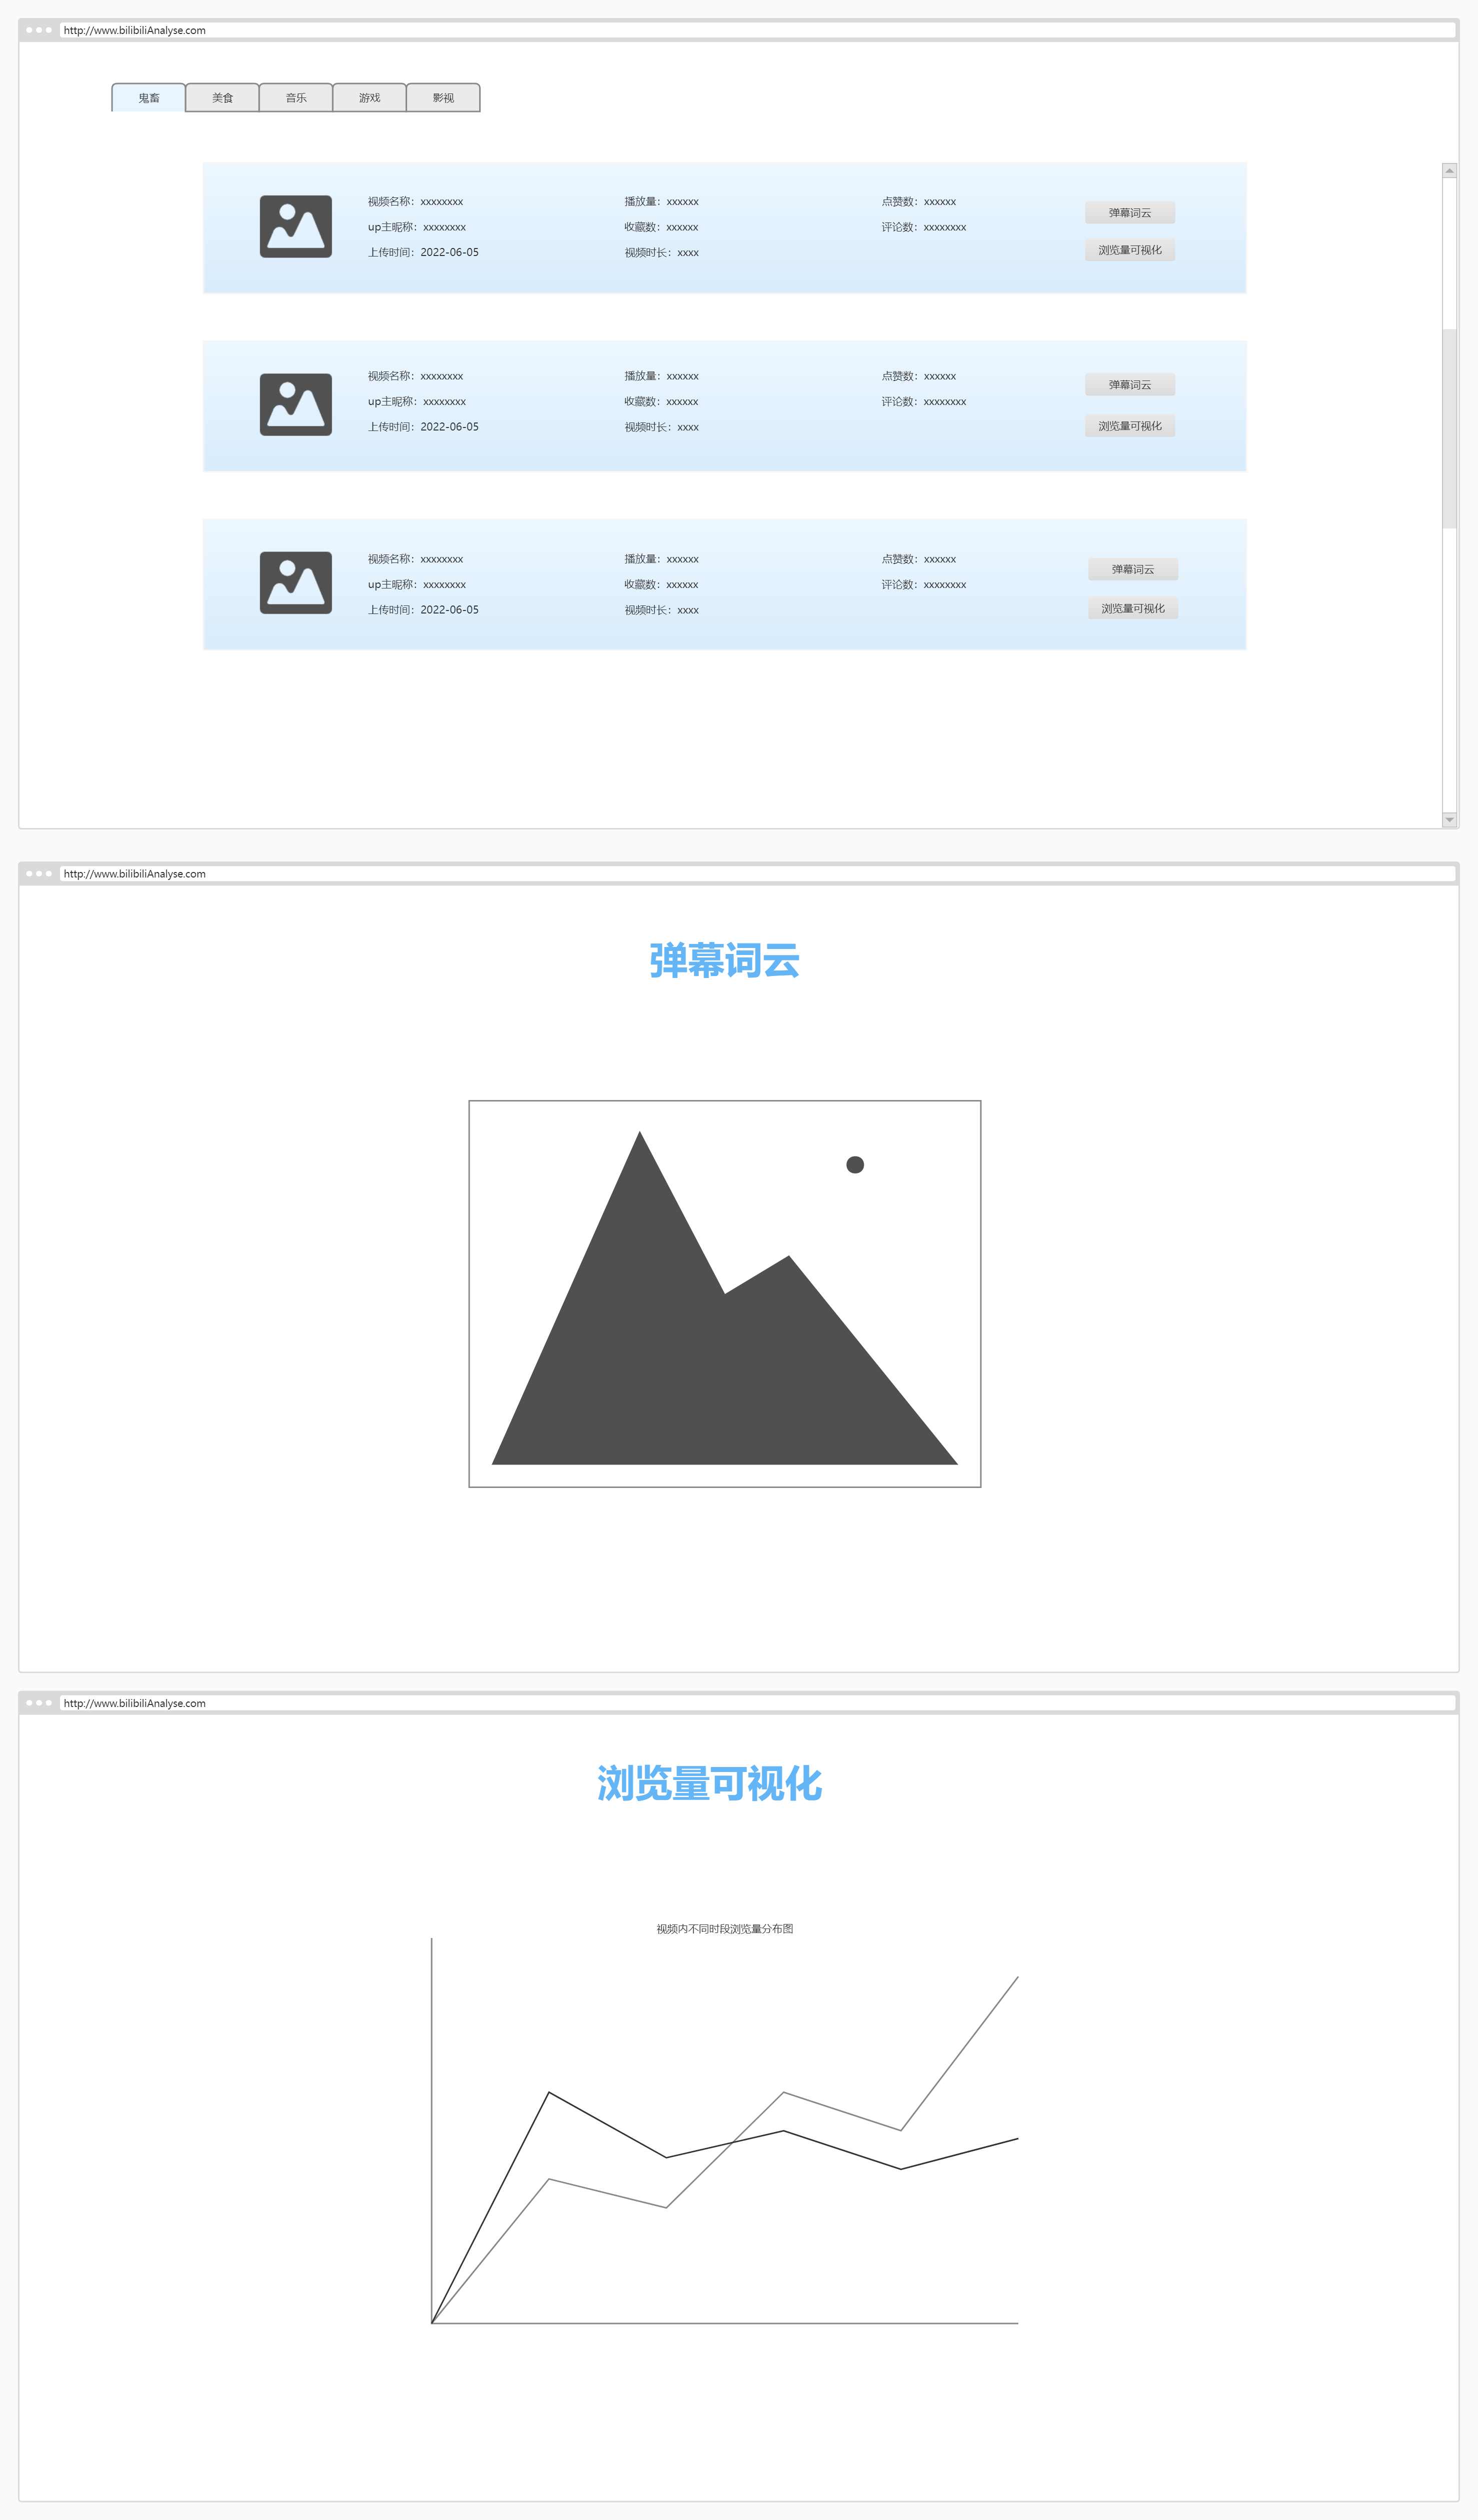 http://www.bilibiliAnalyse.com
鬼畜 美食 音乐 游戏 影视
视频名称：xxxxxxxx 播放量：xxxxxx 点赞数：xxxxxx
弹幕词云
up主昵称：xxxxxxxx 收藏数：xxxxxx 评论数：xxxxxxxx
浏览量可视化
上传时间：2022-06-05 视频时长：xxxx
视频名称：xxxxxxxx 播放量：xxxxxx 点赞数：xxxxxx
弹幕词云
up主昵称：xxxxxxxx 收藏数：xxxxxx 评论数：xxxxxxxx
浏览量可视化
上传时间：2022-06-05 视频时长：xxxx
视频名称：xxxxxxxx 播放量：xxxxxx 点赞数：xxxxxx
弹幕词云
up主昵称：xxxxxxxx 收藏数：xxxxxx 评论数：xxxxxxxx
浏览量可视化
上传时间：2022-06-05 视频时长：xxxx
http://www.bilibiliAnalyse.com
弹幕词云
http://www.bilibiliAnalyse.com
浏览量可视化
视频内不同时段浏览量分布图